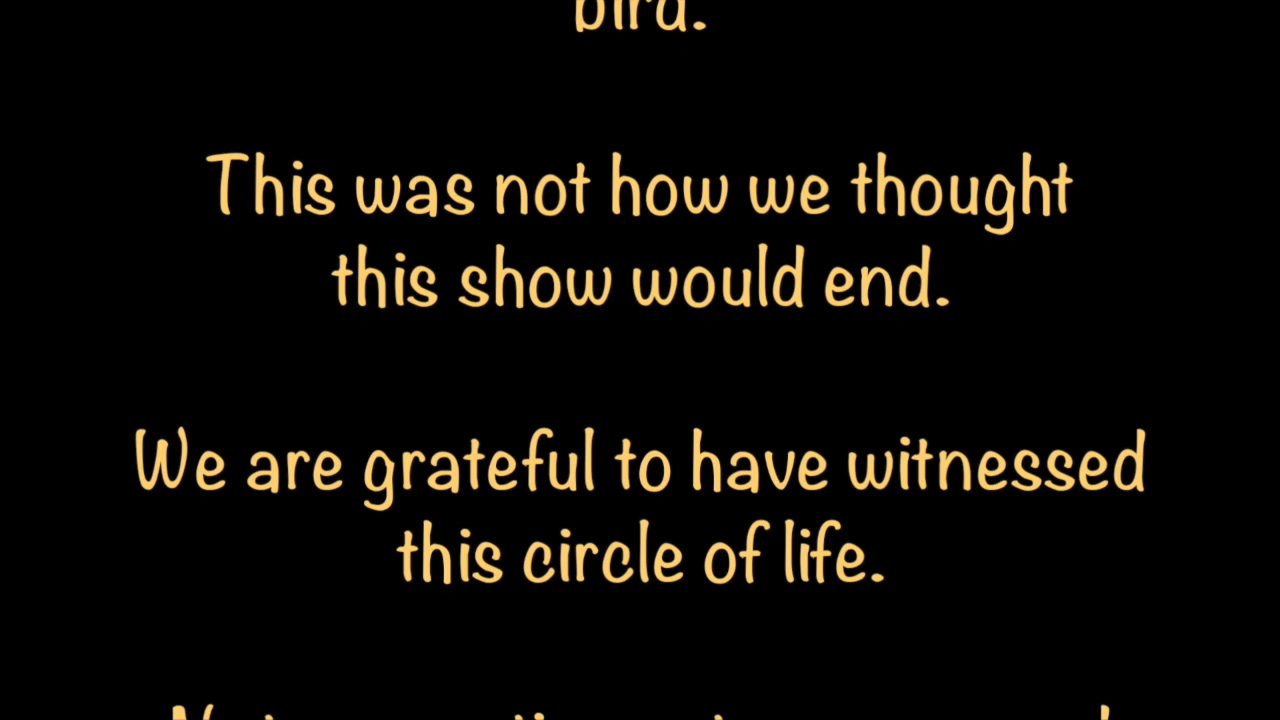 bird.
This was not how we thought
this show would end.
We are grateful to have witnessed
this circle of life.